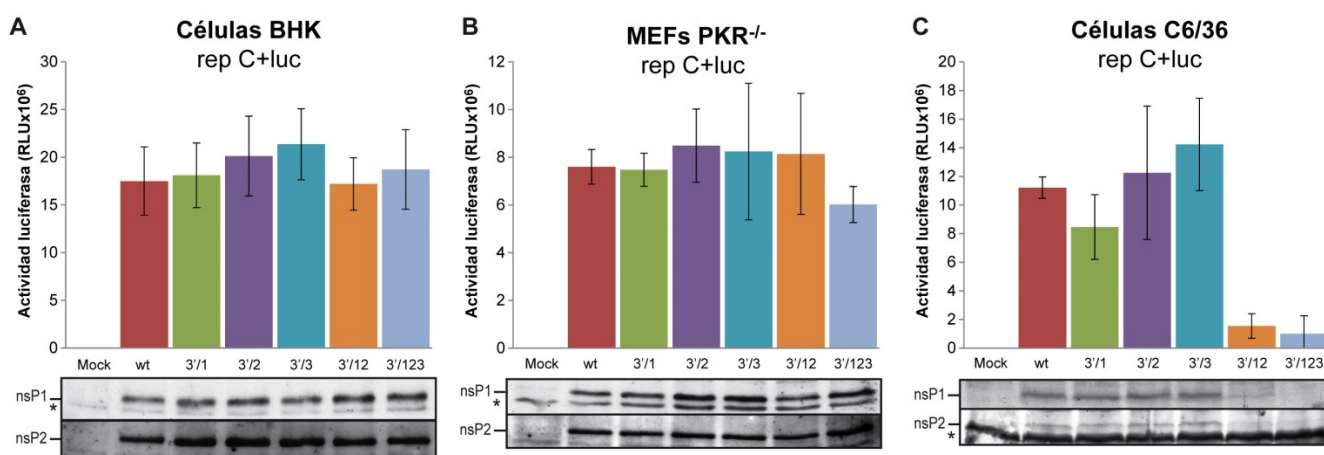 A
Células BHK
rep C+luc
Actividad luciferasa (RLUx10⁶)
30
25
20
15
10
5
0
Mock wt 3'/1 3'/2 3'/3 3'/12 3'/123
nsP1
*
nsP2
B
MEFs PKR⁻/⁻
rep C+luc
Actividad luciferasa (RLUx10⁶)
12
10
8
6
4
2
0
Mock wt 3'/1 3'/2 3'/3 3'/12 3'/123
nsP1
*
nsP2
C
Células C6/36
rep C+luc
Actividad luciferasa (RLUx10⁶)
20
18
16
14
12
10
8
6
4
2
0
Mock wt 3'/1 3'/2 3'/3 3'/12 3'/123
nsP1
nsP2
*